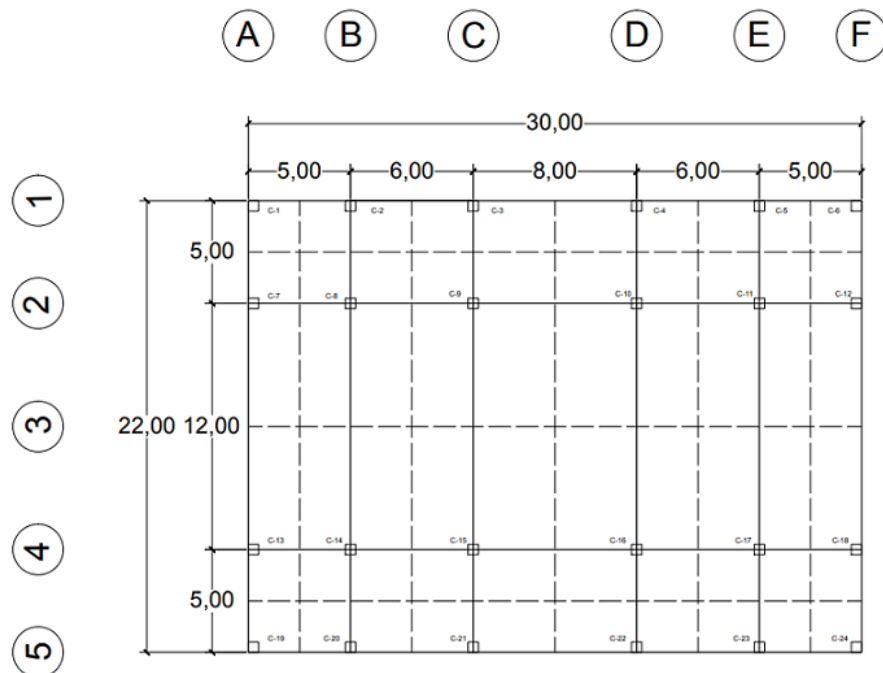 A B C D E F
30,00
5,00 6,00 8,00 6,00 5,00
1
C-1 C-2 C-3 C-4 C-5 C-6
5,00
2
C-7 C-8 C-9 C-10 C-11 C-12
3
22,00 12,00
4
C-13 C-14 C-15 C-16 C-17 C-18
5,00
5
C-19 C-20 C-21 C-22 C-23 C-24